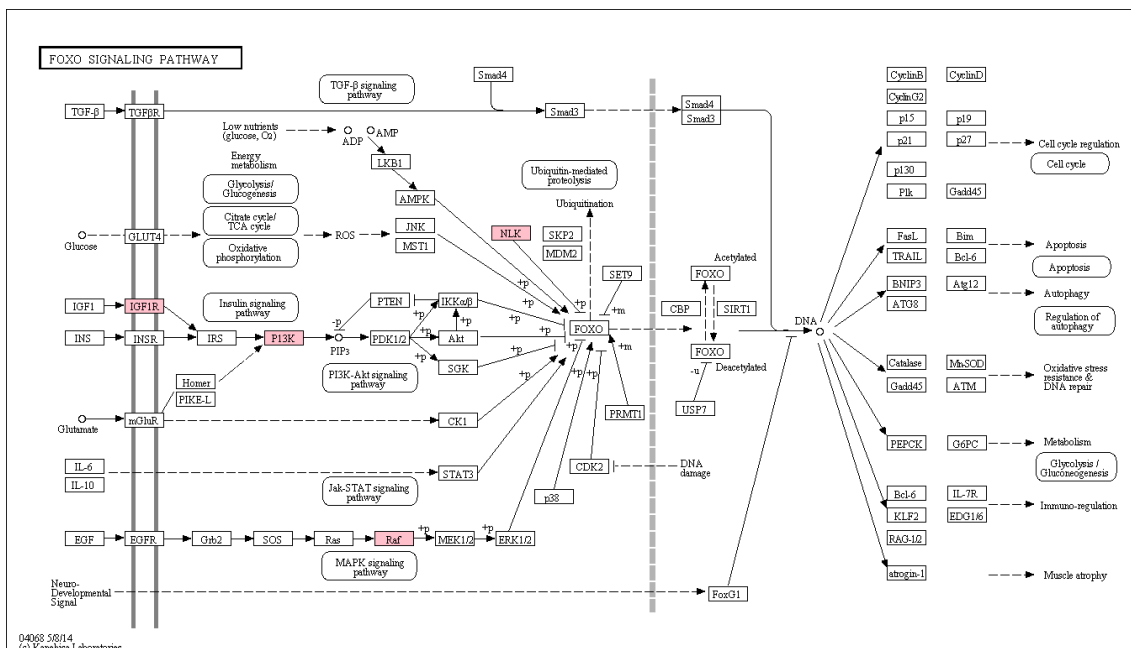 FOXO SIGNALING PATHWAY
TGF-β signaling
pathway
Smad4
TGF-β
TGFβR
Smad3
Smad4
Smad3
Low nutrients
(glucose, O2)
ADP
AMP
LKB1
AMPK
Energy
metabolism
Glycolysis/
Glucogenesis
Citrate cycle/
TCA cycle
Oxidative
phosphorylation
Glucose
GLUT4
ROS
JNK
MST1
Ubiquitin-mediated
proteolysis
Ubiquitination
NLK
SKP2
MDM2
SET9
+p
+p
+p
+m
Acetylated
FOXO
CBP
SIRT1
FOXO
Deacetylated
-u
USP7
IGF1
IGF1R
Insulin signaling
pathway
PTEN
IKKα/β
+p
INS
INSR
IRS
P13K
-p
PIP3
PDK1/2
+p
+p
+p
Akt
+p
+p
SGK
+p
FOXO
+m
PRMT1
PI3K-Akt signaling
pathway
Homer
PIKE-L
Glutamate
mGluR
CK1
+p
+p
+p
+p
+p
IL-6
IL-10
STAT3
Jak-STAT signaling
pathway
CDK2
DNA
damage
p38
EGF
EGFR
Grb2
SOS
Ras
Raf
+p
MEK1/2
+p
ERK1/2
MAPK signaling
pathway
Neuro-
Developmental
Signal
FoxG1
DNA
CyclinB
CyclinD
CyclinG2
p15
p19
p21
p27
Cell cycle regulation
Cell cycle
p130
Plk
Gadd45
FasL
Bim
Apoptosis
TRAIL
Bcl-6
Apoptosis
BNIP3
Atg12
Autophagy
ATG8
Regulation of
autophagy
Catalase
Mn-SOD
Oxidative stress
resistance &
DNA repair
Gadd45
ATM
PEPCK
G6PC
Metabolism
Glycolysis /
Gluconeogenesis
Bcl-6
IL-7R
Immuno-regulation
KLF2
EDG1/6
RAG-1/2
atrogin-1
Muscle atrophy
04068 5/8/14
(c) Kanehisa Laboratories